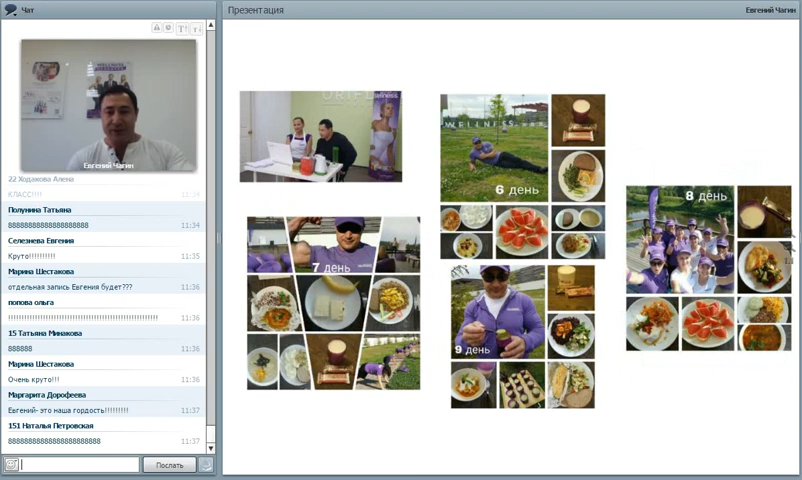 Чат
WELLNESS
Евгений Чагин
22 Ходакова Алена
КЛАСС!!!!
11:34
Полунина Татьяна
88888888888888888888
11:34
Селезнева Евгения
Круто!!!!!!!!!!
11:35
Марина Шестакова
отдельная запись Евгения будет???
11:36
попова ольга
11:36
15 Татьяна Минакова
888888
11:36
Марина Шестакова
Очень круто!!!
11:36
Маргарита Дорофеева
Евгений- это наша гордость!!!!!!!!!
11:37
151 Наталья Петровская
11:37
Послать
Презентация
Евгений Чагин
WELLNESS
6 день
7 день
8 день
9 день